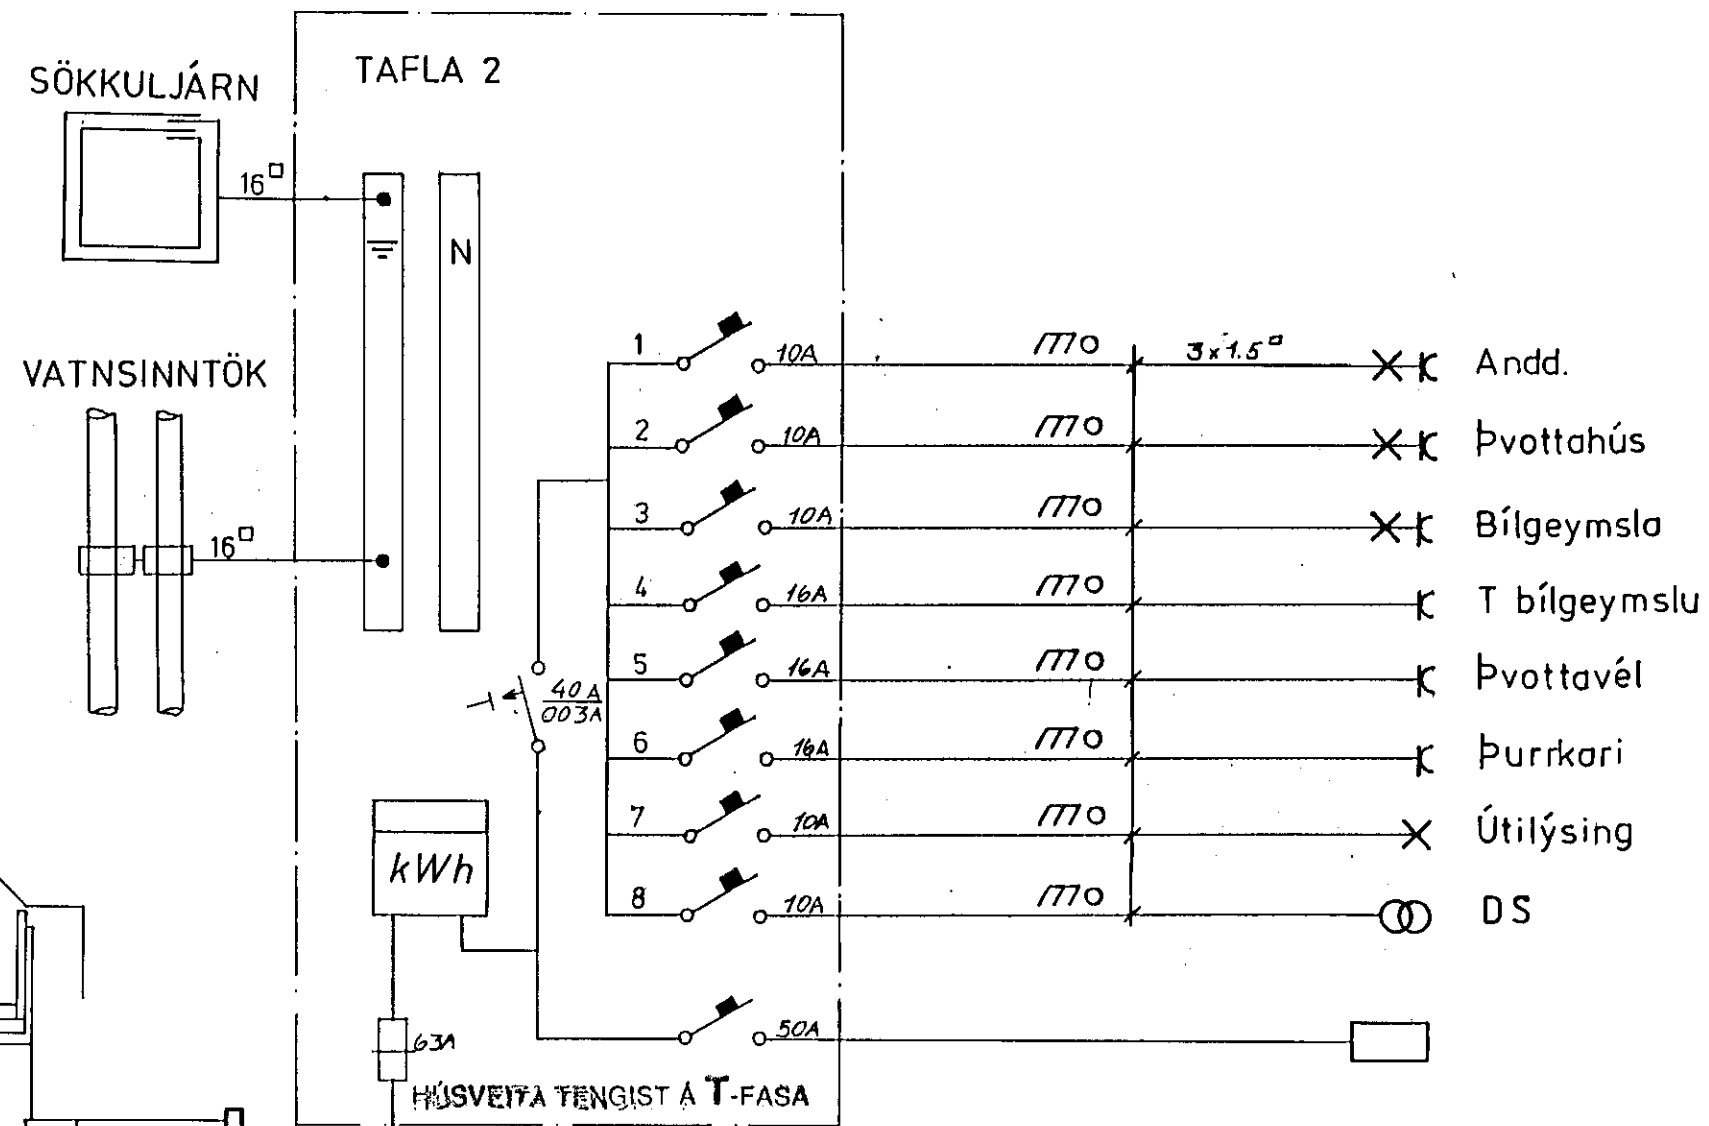 SÖKKULJÁRN
TAFLA 2
16□
N
VATNSINNTÖK
16□
1 10A 3x1.5□ Andd.
2 10A Þvottahús
3 10A Bílgeymsla
4 16A T bílgeymslu
5 16A Þvottavél
6 16A Þurrkari
7 10A Útilýsing
8 10A DS
40A
003A
kWh
50A
63A
HÚSVEITA TENGIST Á T-FASA